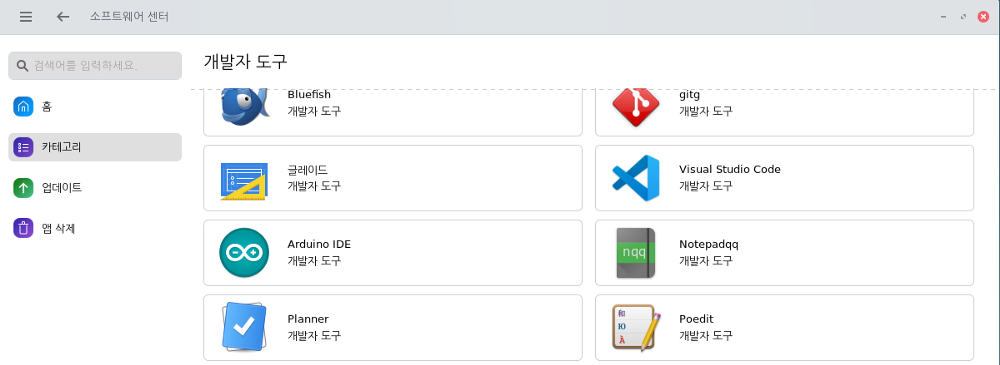 소프트웨어 센터
검색어를 입력하세요.
홈
카테고리
업데이트
앱 삭제
개발자 도구
Bluefish
개발자 도구
gitg
개발자 도구
글레이드
개발자 도구
Visual Studio Code
개발자 도구
Arduino IDE
개발자 도구
nqq
Notepadqq
개발자 도구
Planner
개발자 도구
和
Ю
À
Poedit
개발자 도구